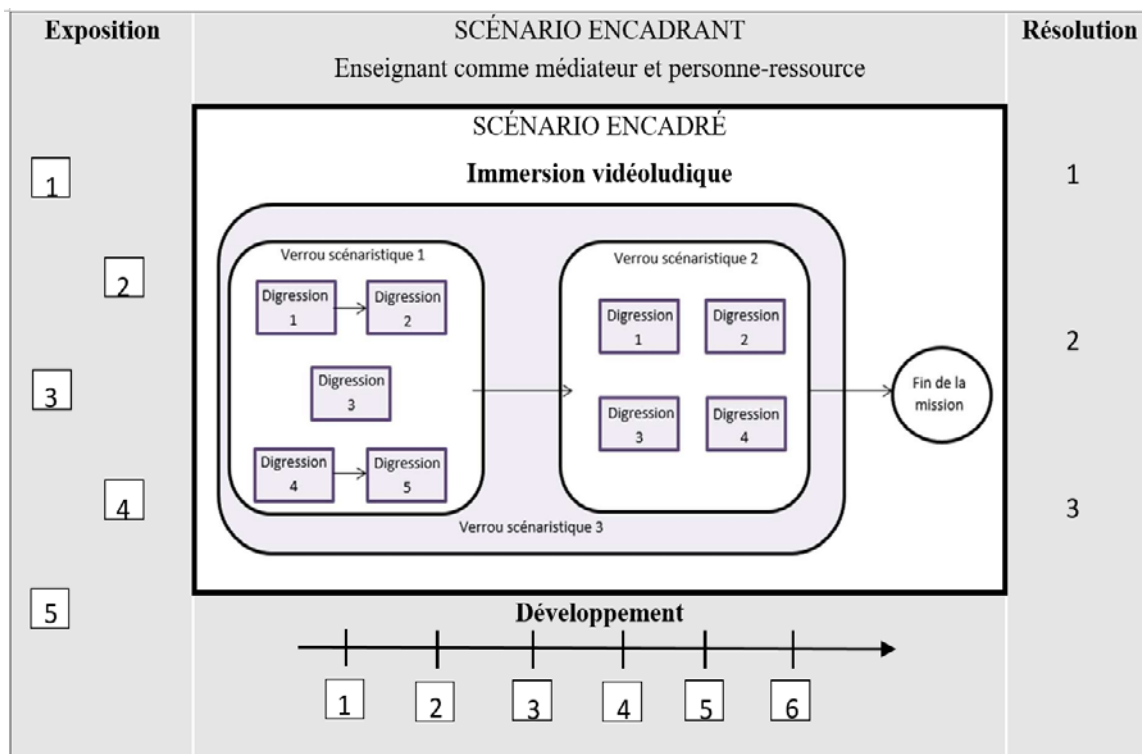 Exposition
SCÉNARIO ENCADRANT
Résolution
Enseignant comme médiateur et personne-ressource
SCÉNARIO ENCADRÉ
Immersion vidéoludique
1
2
3
4
5
Verrou scénaristique 1
Digression
1
Digression
2
Digression
3
Digression
4
Digression
5
Verrou scénaristique 2
Digression
1
Digression
2
Digression
3
Digression
4
Verrou scénaristique 3
Fin de la
mission
1
2
3
Développement
1
2
3
4
5
6